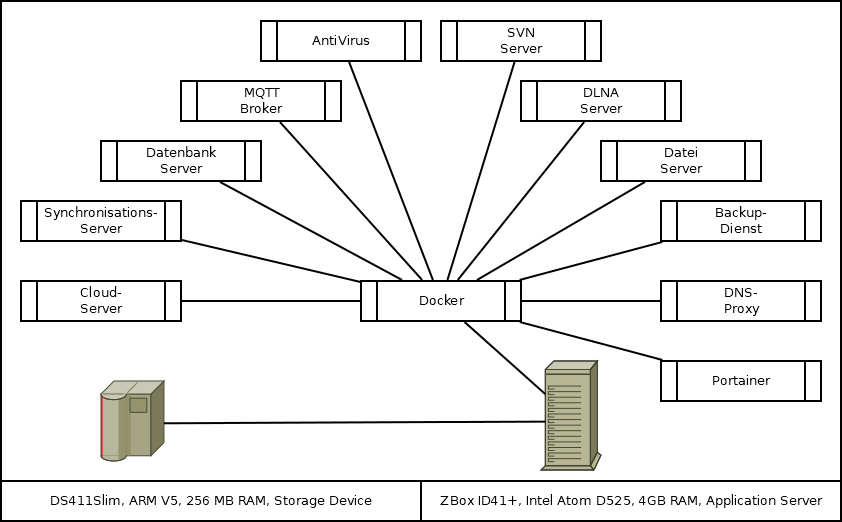 AntiVirus
SVN
Server
MQTT
Broker
DLNA
Server
Datenbank
Server
Datei
Server
Synchronisations-
Server
Backup-
Dienst
Cloud-
Server
Docker
DNS-
Proxy
Portainer
DS411Slim, ARM V5, 256 MB RAM, Storage Device
ZBox ID41+, Intel Atom D525, 4GB RAM, Application Server